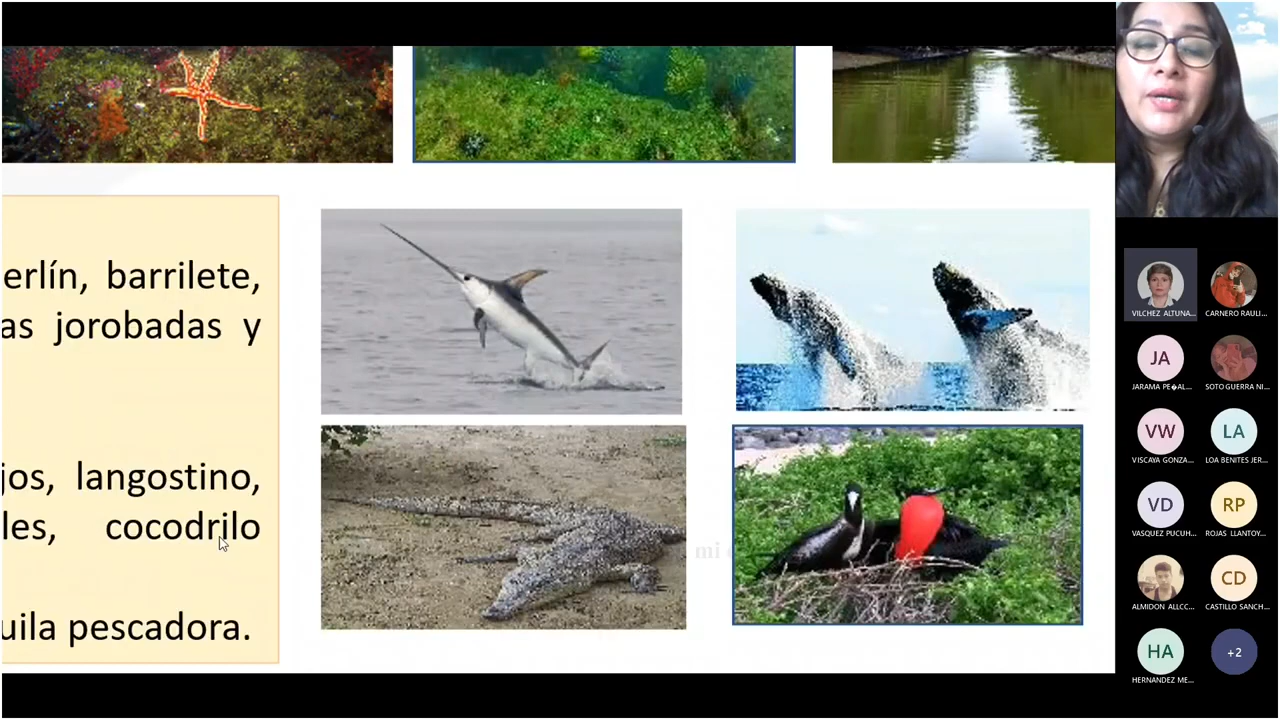 erlín, barrilete,
as jorobadas y
jos, langostino,
les, cocodrilo
uila pescadora.
mi
VILCHEZ ALTUNA...
CARNERO RAULI...
JA
JARAMA PE�AL...
SOTO GUERRA NI...
VW
VISCAYA GONZA...
LA
LOA BENITES JER...
VD
VASQUEZ PUCUH...
RP
ROJAS LLANTOY...
ALMIDON ALLCC...
CD
CASTILLO SANCH...
HA
HERNANDEZ ME...
+2